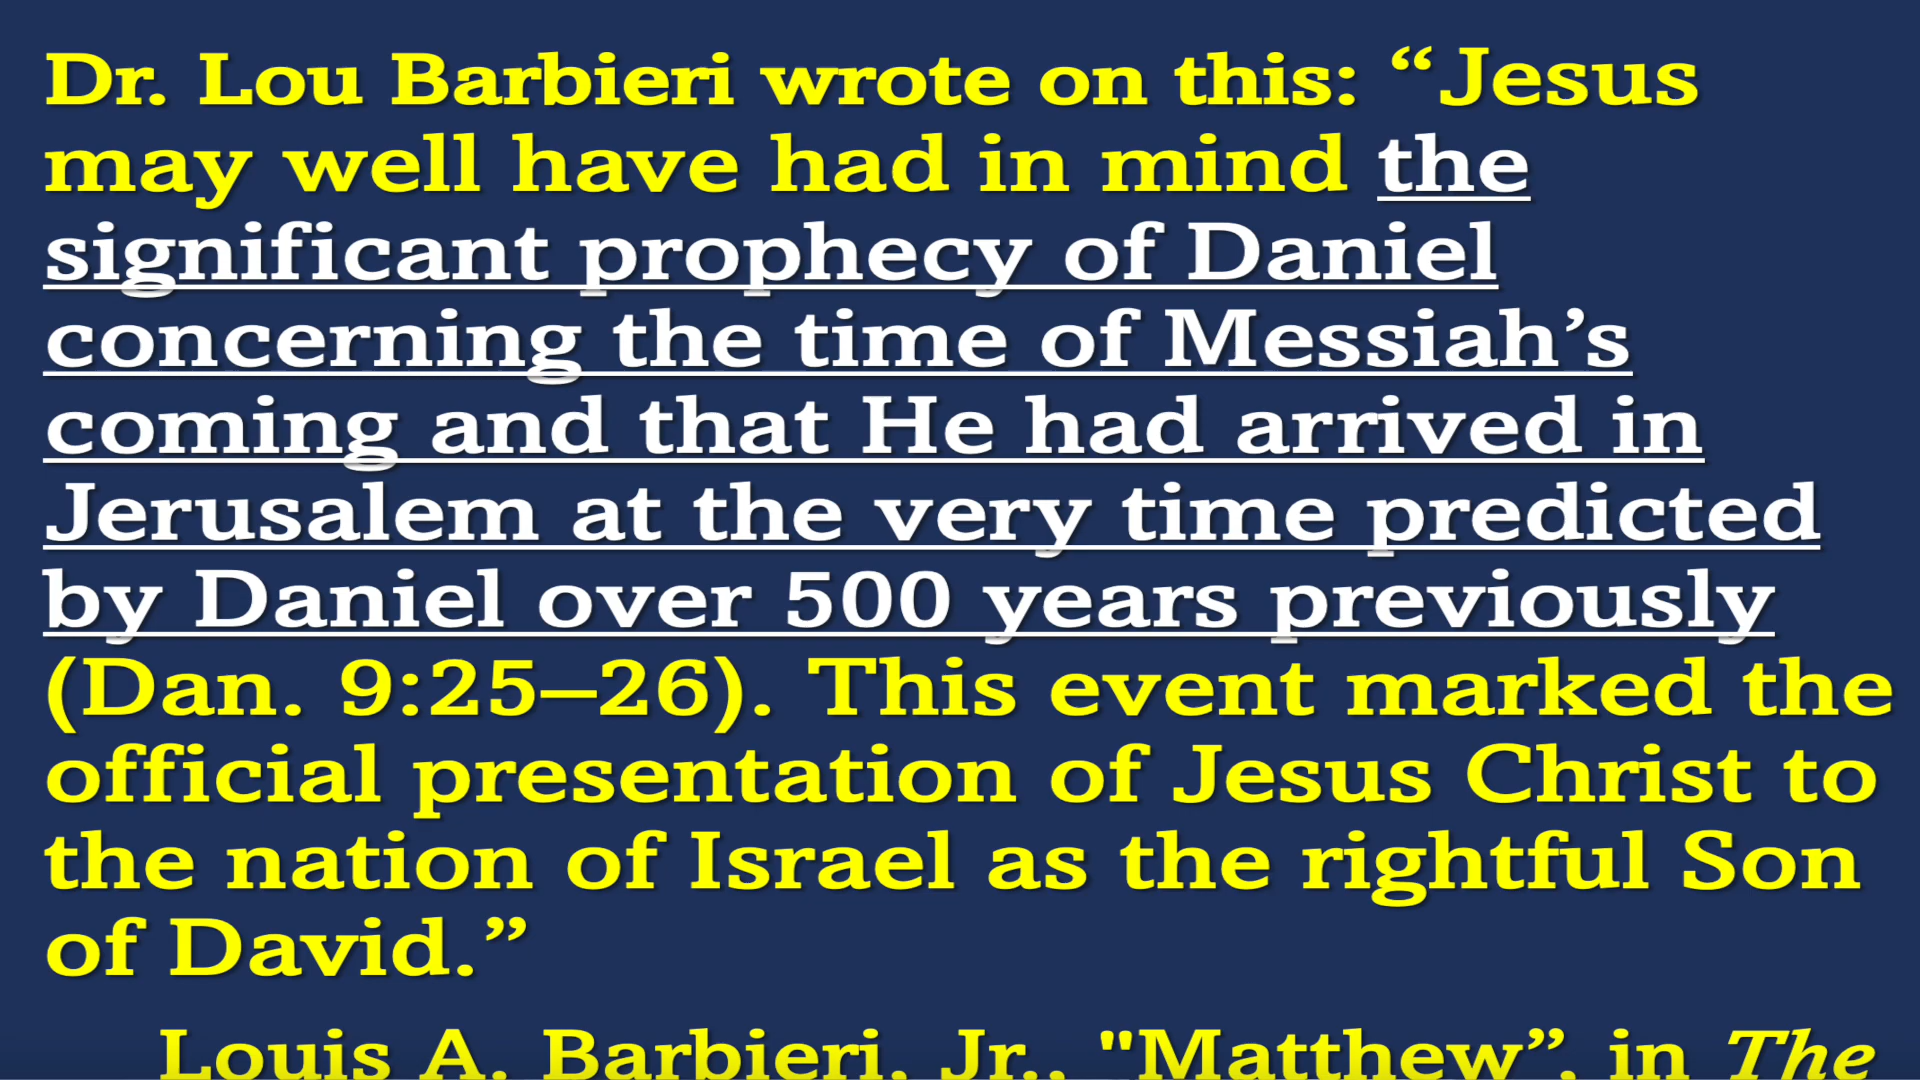 Dr. Lou Barbieri wrote on this: “Jesus
may well have had in mind the
significant prophecy of Daniel
concerning the time of Messiah’s
coming and that He had arrived in
Jerusalem at the very time predicted
by Daniel over 500 years previously
(Dan. 9:25–26). This event marked the
official presentation of Jesus Christ to
the nation of Israel as the rightful Son
of David.”
Louis A. Barbieri, Jr., "Matthew”, in The